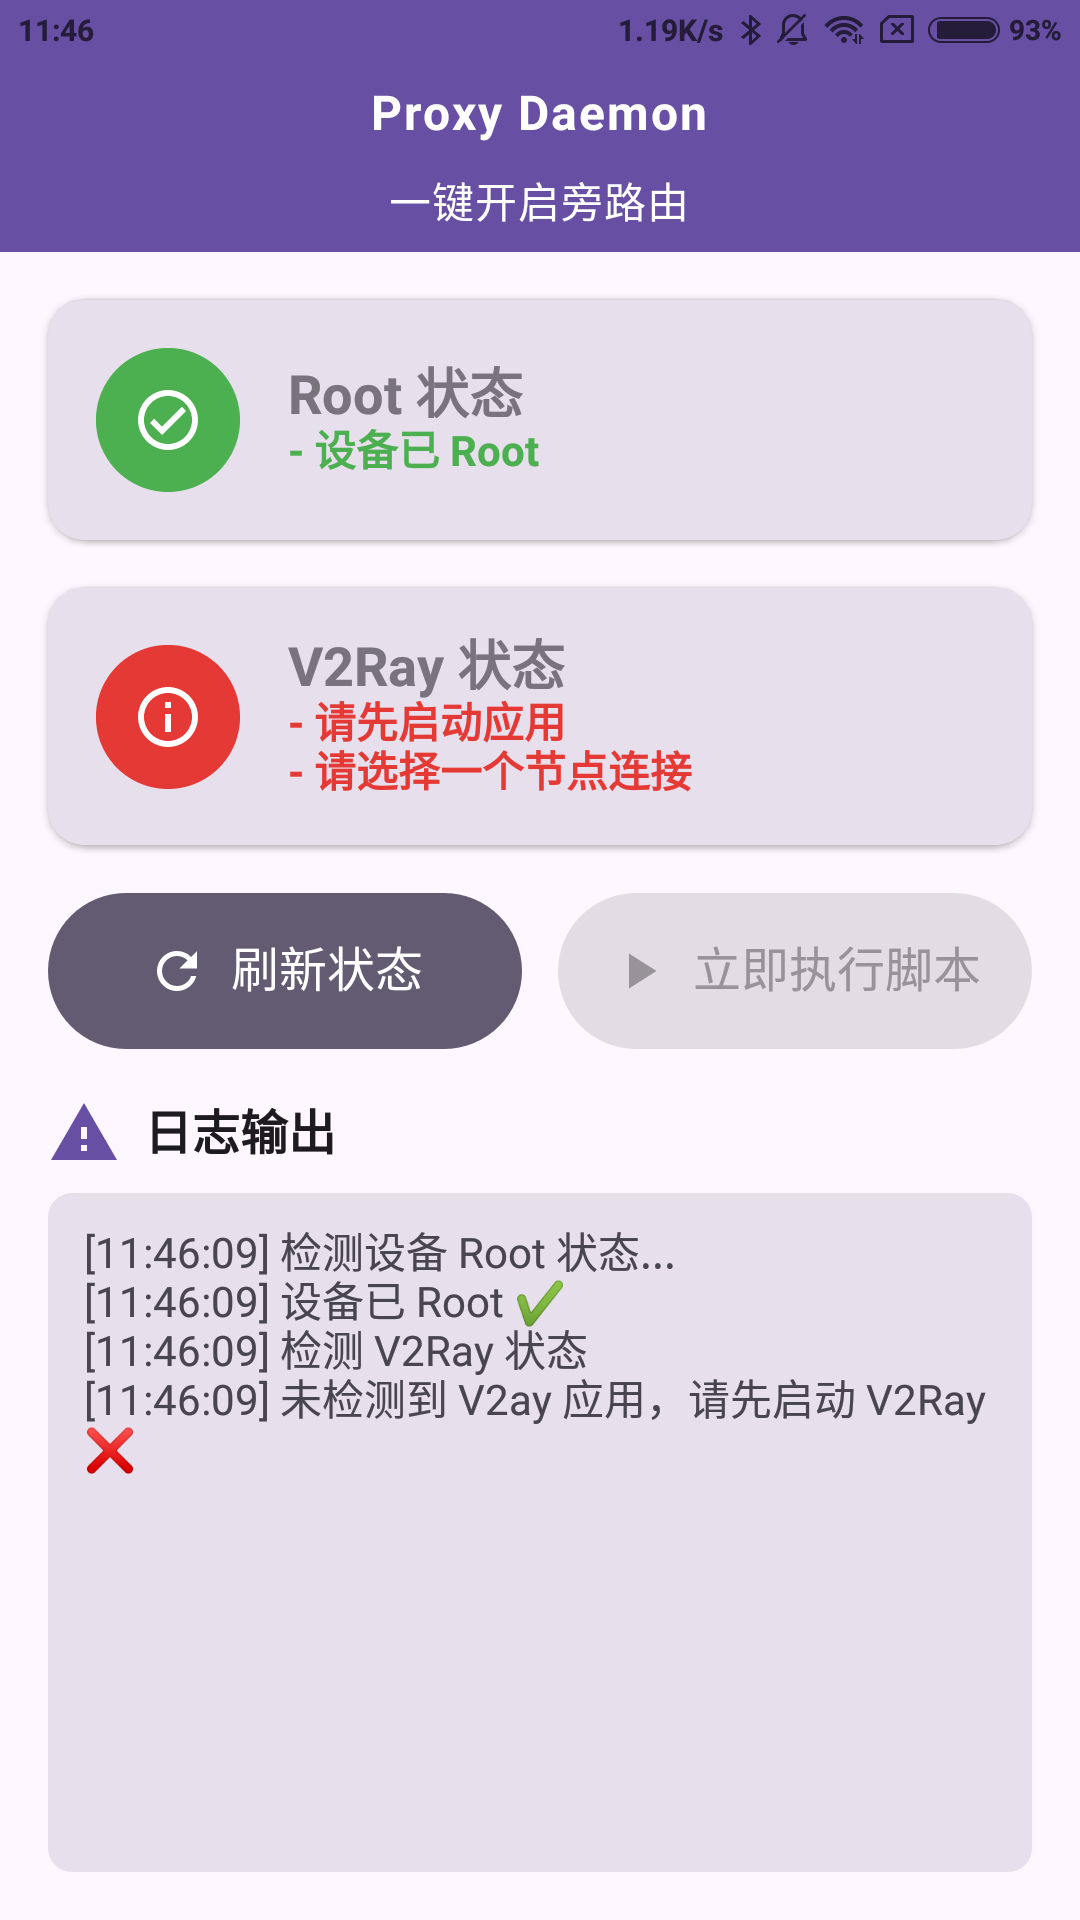 11:46
1.19K/s
93%
Proxy Daemon
一键开启旁路由
Root 状态
- 设备已 Root
V2Ray 状态
- 请先启动应用
- 请选择一个节点连接
刷新状态
立即执行脚本
日志输出
[11:46:09] 检测设备 Root 状态...
[11:46:09] 设备已 Root ✔️
[11:46:09] 检测 V2Ray 状态
[11:46:09] 未检测到 V2ay 应用，请先启动 V2Ray
❌